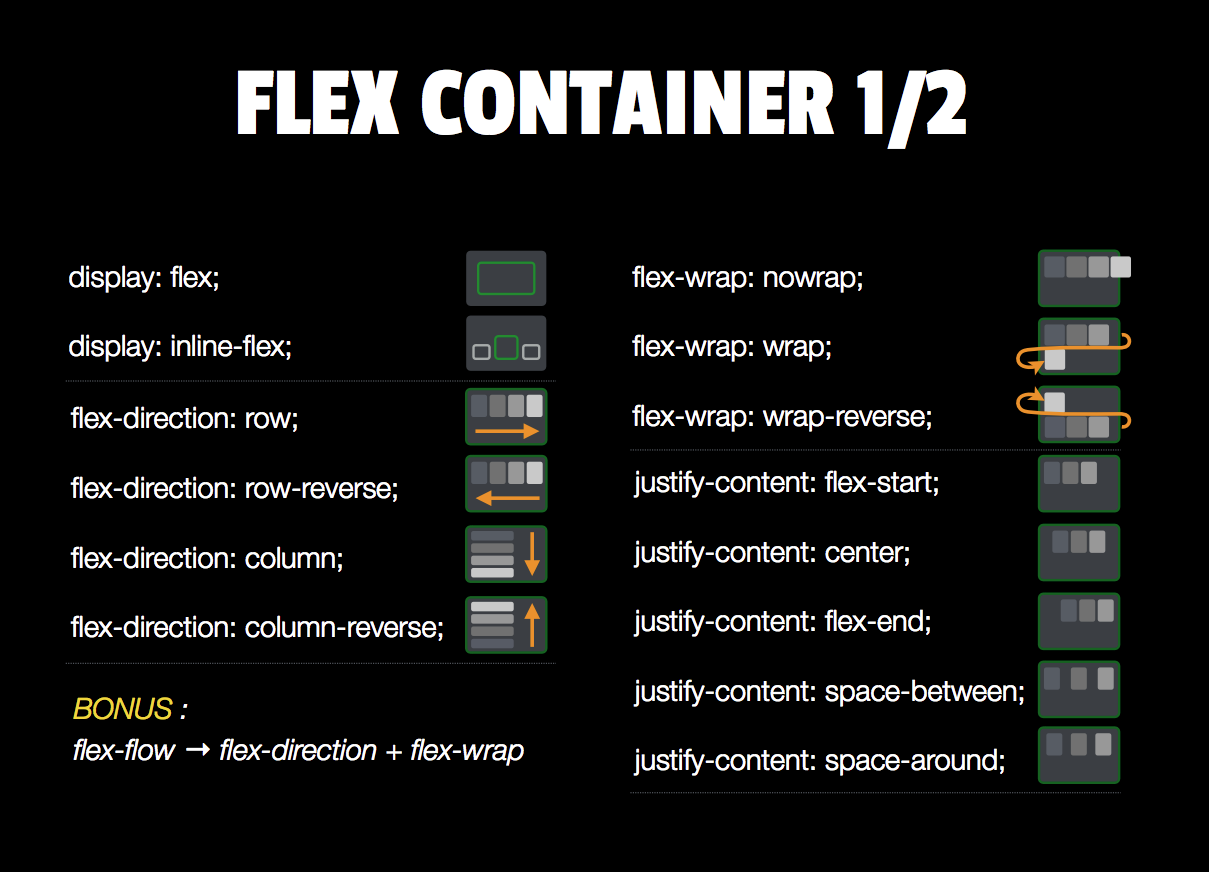 FLEX CONTAINER 1/2
display: flex;
display: inline-flex;
flex-direction: row;
flex-direction: row-reverse;
flex-direction: column;
flex-direction: column-reverse;
BONUS :
flex-flow → flex-direction + flex-wrap
flex-wrap: nowrap;
flex-wrap: wrap;
flex-wrap: wrap-reverse;
justify-content: flex-start;
justify-content: center;
justify-content: flex-end;
justify-content: space-between;
justify-content: space-around;